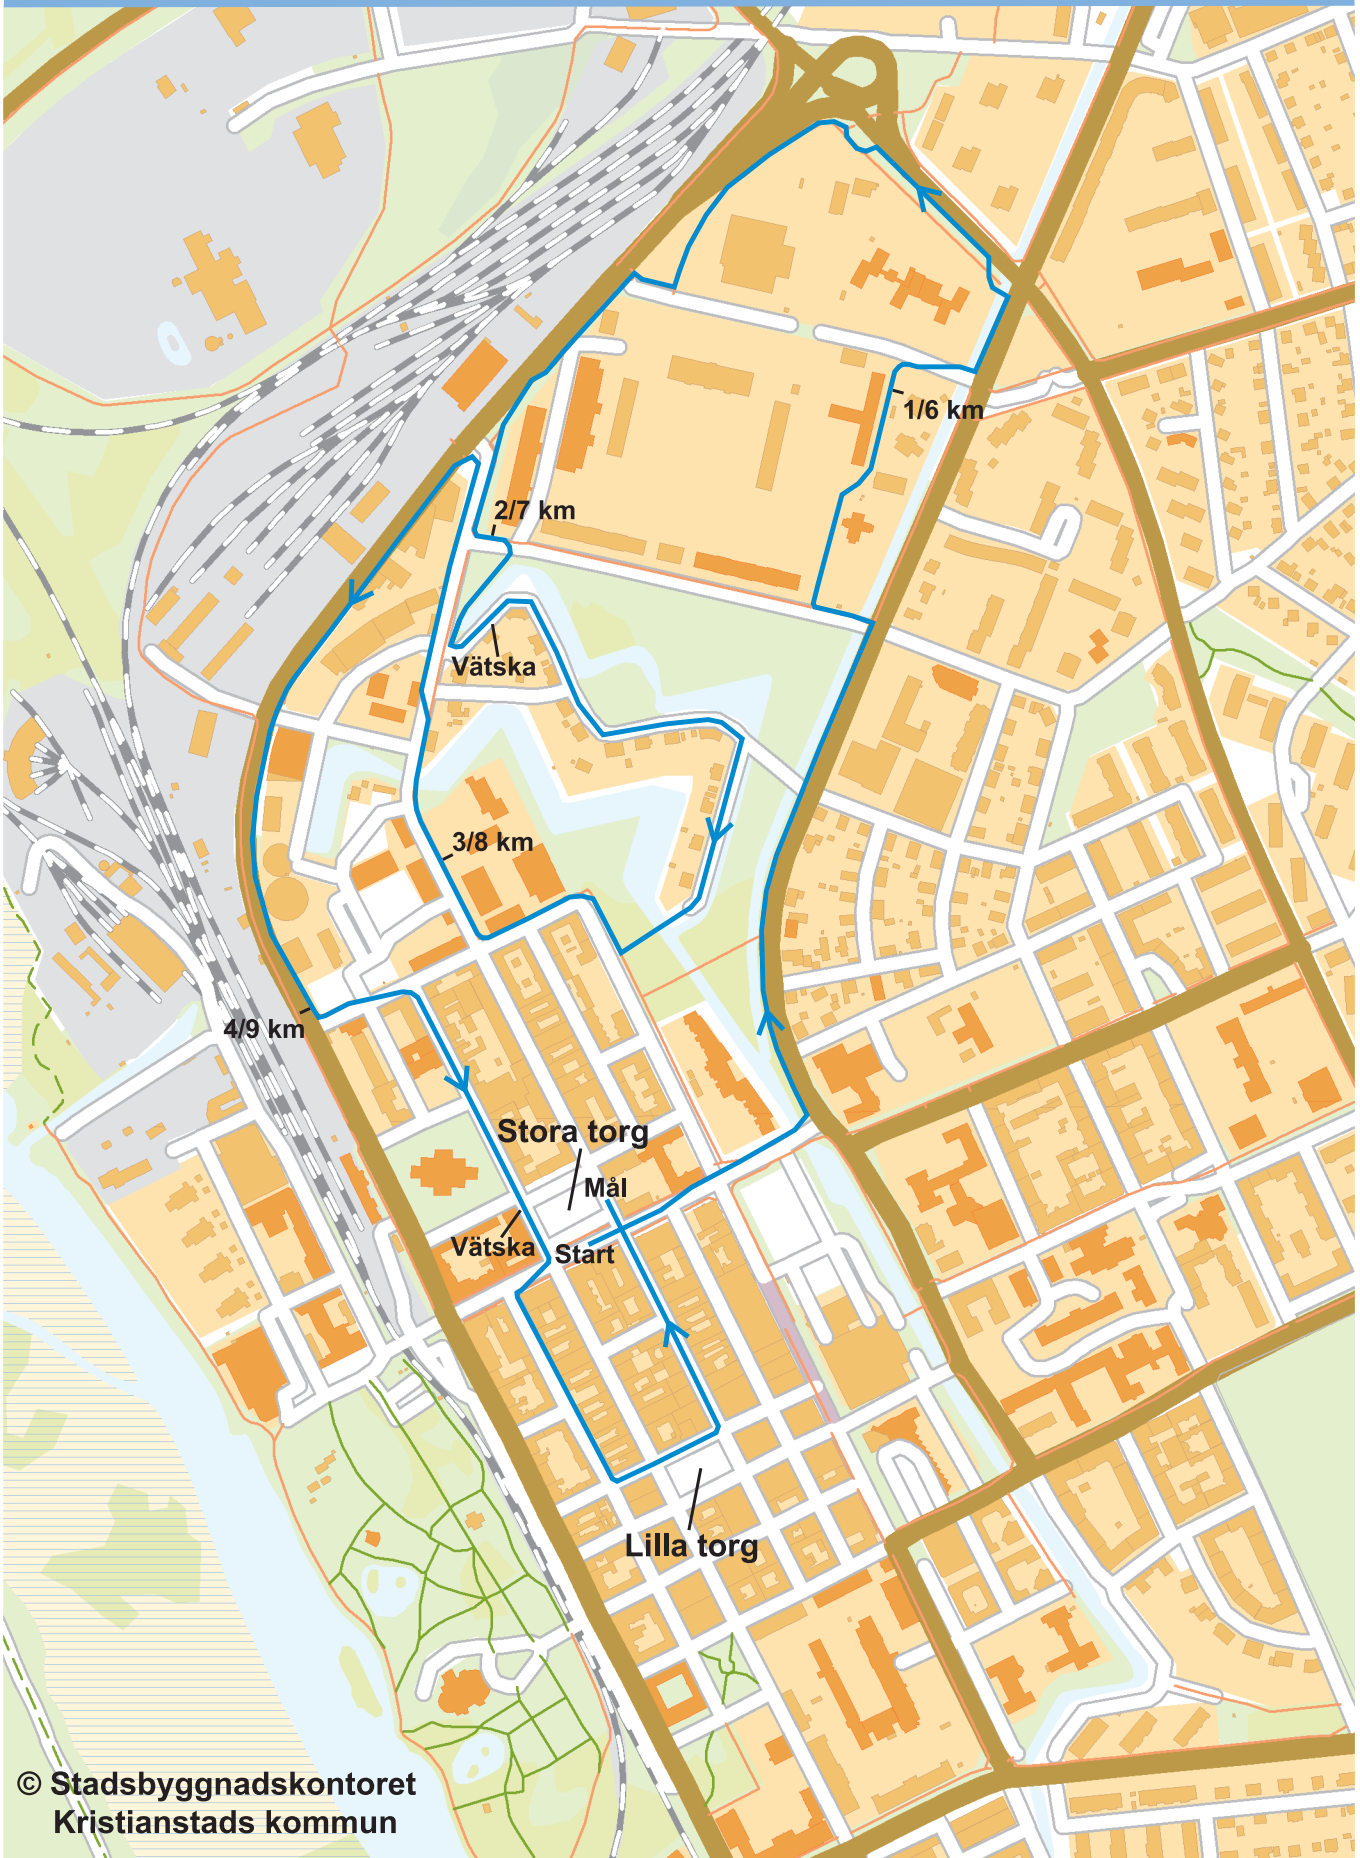 1/6 km
2/7 km
Vätska
3/8 km
4/9 km
Stora torg
Mål
Vätska
Start
Lilla torg
© Stadsbyggnadskontoret
Kristianstads kommun